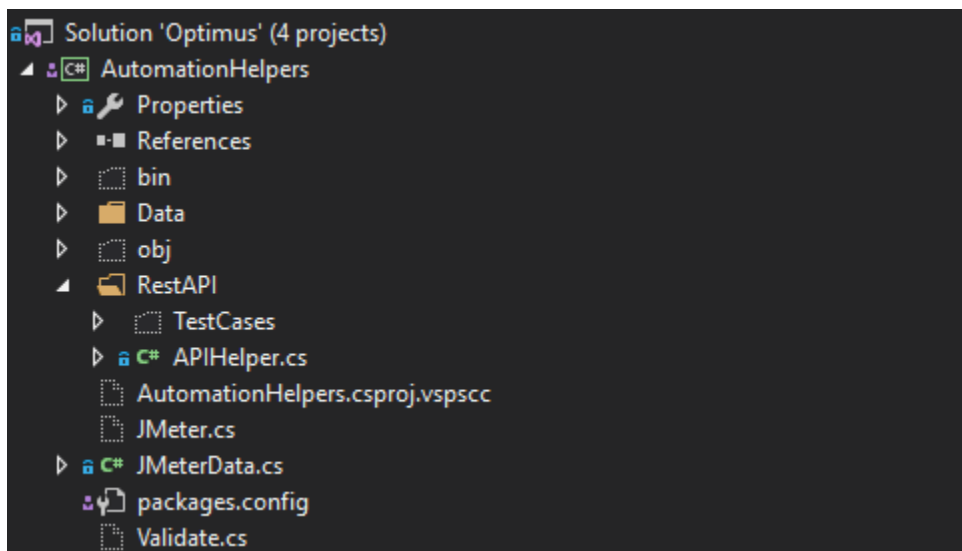 Solution 'Optimus' (4 projects)
C# AutomationHelpers
Properties
References
bin
Data
obj
RestAPI
TestCases
C# APIHelper.cs
AutomationHelpers.csproj.vspscc
JMeter.cs
C# JMeterData.cs
packages.config
Validate.cs